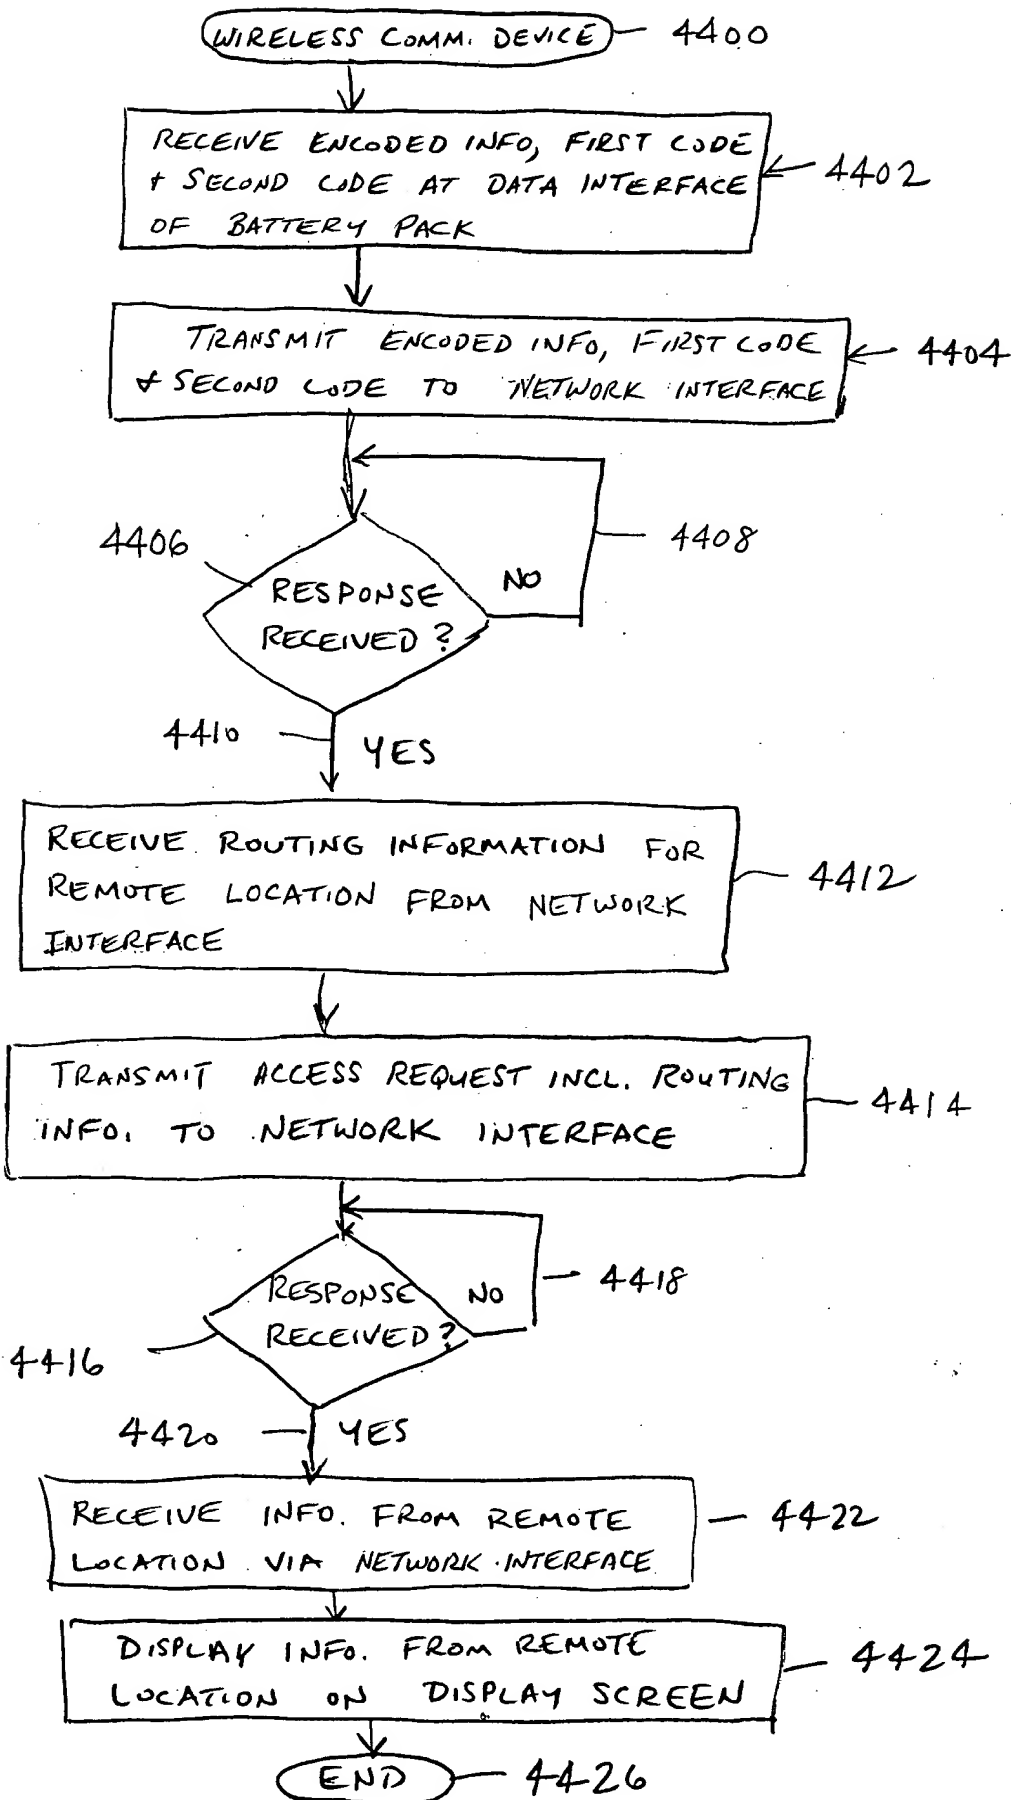 WIRELESS COMM. DEVICE 4400
RECEIVE ENCODED INFO, FIRST CODE
+ SECOND CODE AT DATA INTERFACE
OF BATTERY PACK
4402
TRANSMIT ENCODED INFO, FIRST CODE
& SECOND CODE TO NETWORK INTERFACE
4404
4406
RESPONSE
RECEIVED?
NO
4408
4410
YES
RECEIVE ROUTING INFORMATION FOR
REMOTE LOCATION FROM NETWORK
INTERFACE
4412
TRANSMIT ACCESS REQUEST INCL. ROUTING
INFO. TO NETWORK INTERFACE
4414
RESPONSE
RECEIVED?
NO
4418
4416
4420
YES
RECEIVE INFO. FROM REMOTE
LOCATION VIA NETWORK INTERFACE
4422
DISPLAY INFO. FROM REMOTE
LOCATION ON DISPLAY SCREEN
4424
END 4426